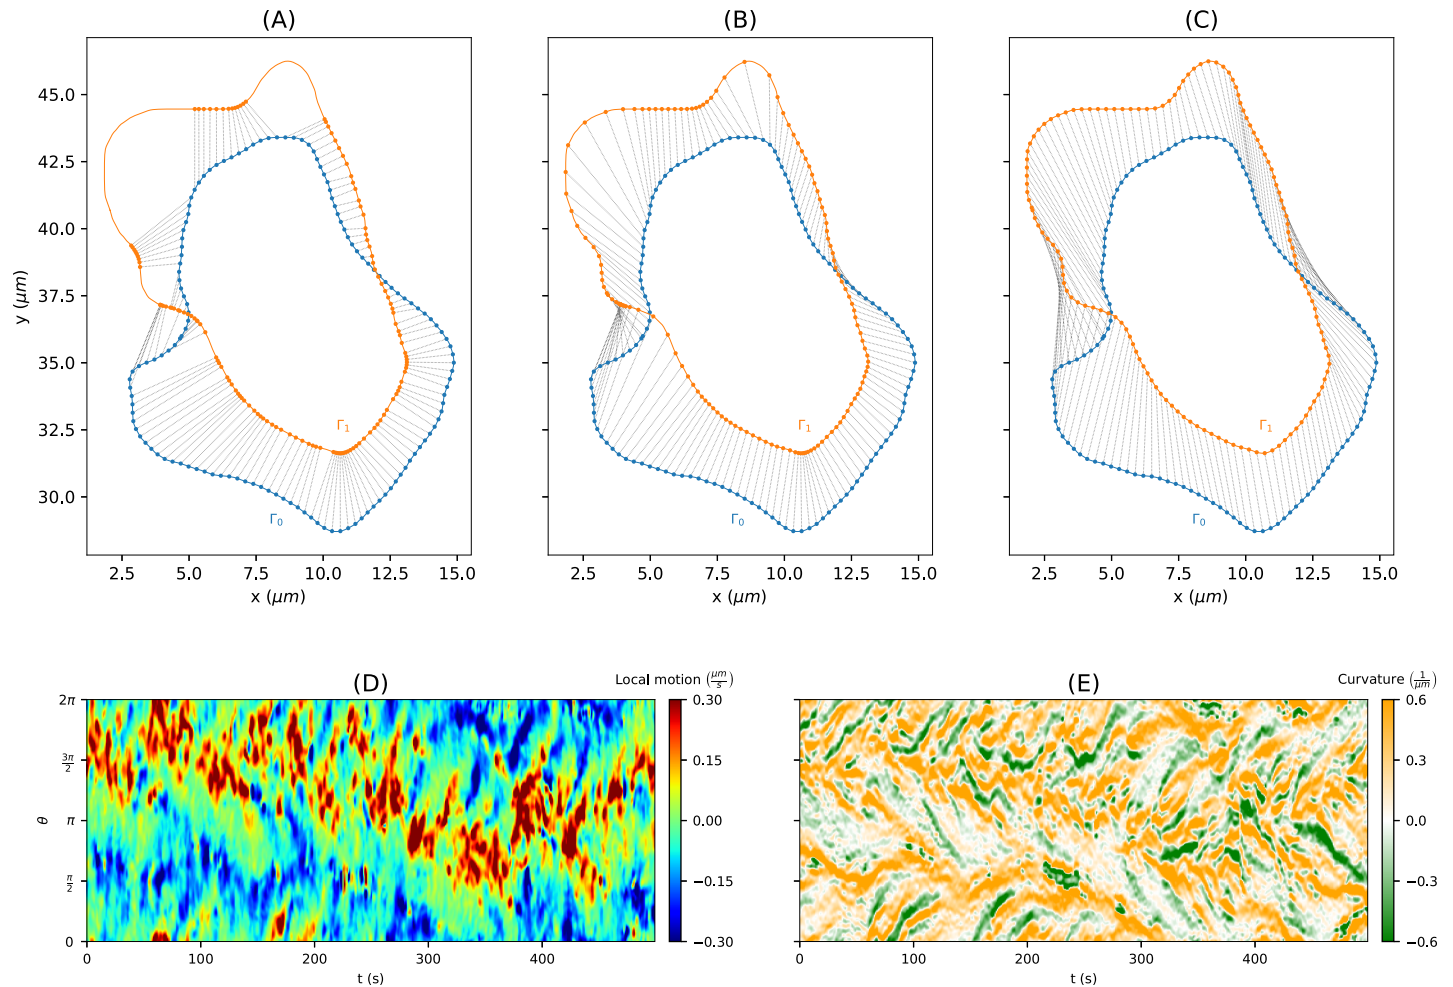 (A) (B) (C)
45.0
42.5
40.0
37.5
35.0
32.5
30.0
y (μm)
Γ₁ Γ₁ Γ₁
Γ₀ Γ₀ Γ₀
2.5 5.0 7.5 10.0 12.5 15.0 2.5 5.0 7.5 10.0 12.5 15.0 2.5 5.0 7.5 10.0 12.5 15.0
x (μm) x (μm) x (μm)
(D) Local motion (μm/s) (E) Curvature (1/μm)
2π 0.30 0.6
3π/2 0.15 0.3
θ π 0.00 0.0
π/2 −0.15 −0.3
0 −0.30 −0.6
0 100 200 300 400 0 100 200 300 400
t (s) t (s)